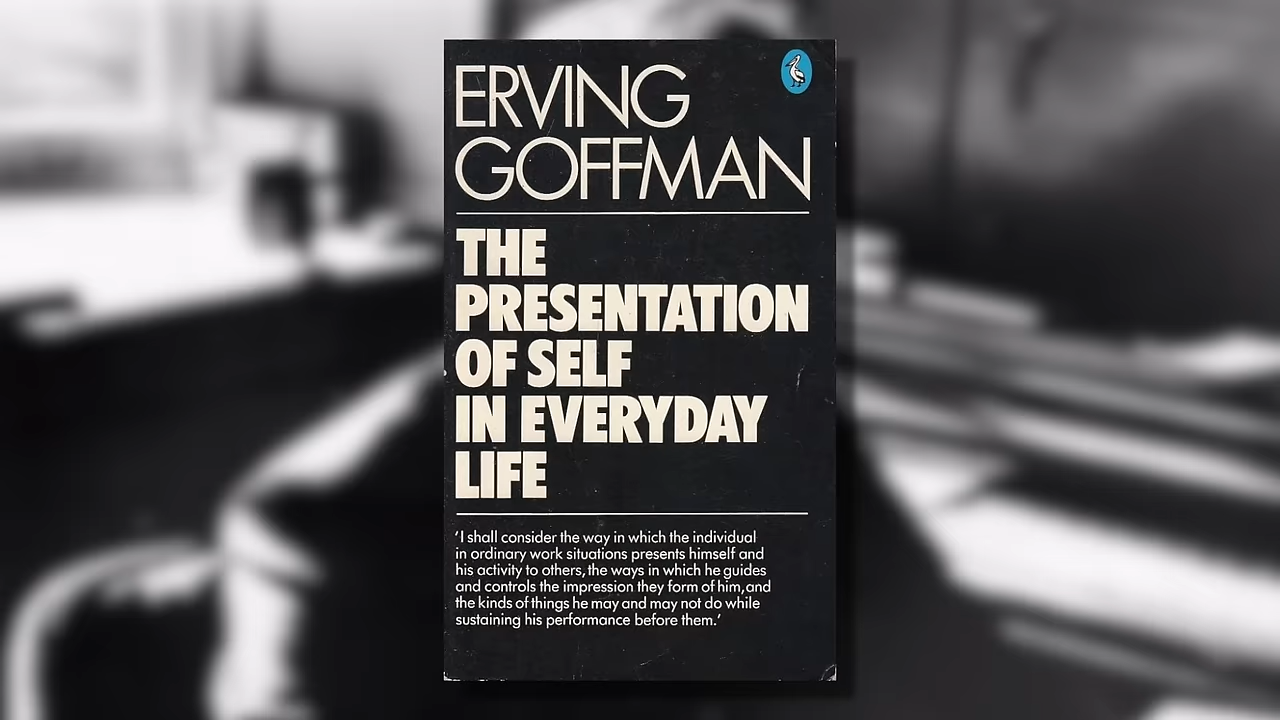 ERVING
GOFFMAN
THE
PRESENTATION
OF SELF
IN EVERYDAY
LIFE
‘I shall consider the way in which the individual
in ordinary work situations presents himself and
his activity to others, the ways in which he guides
and controls the impression they form of him, and
the kinds of things he may and may not do while
sustaining his performance before them.’